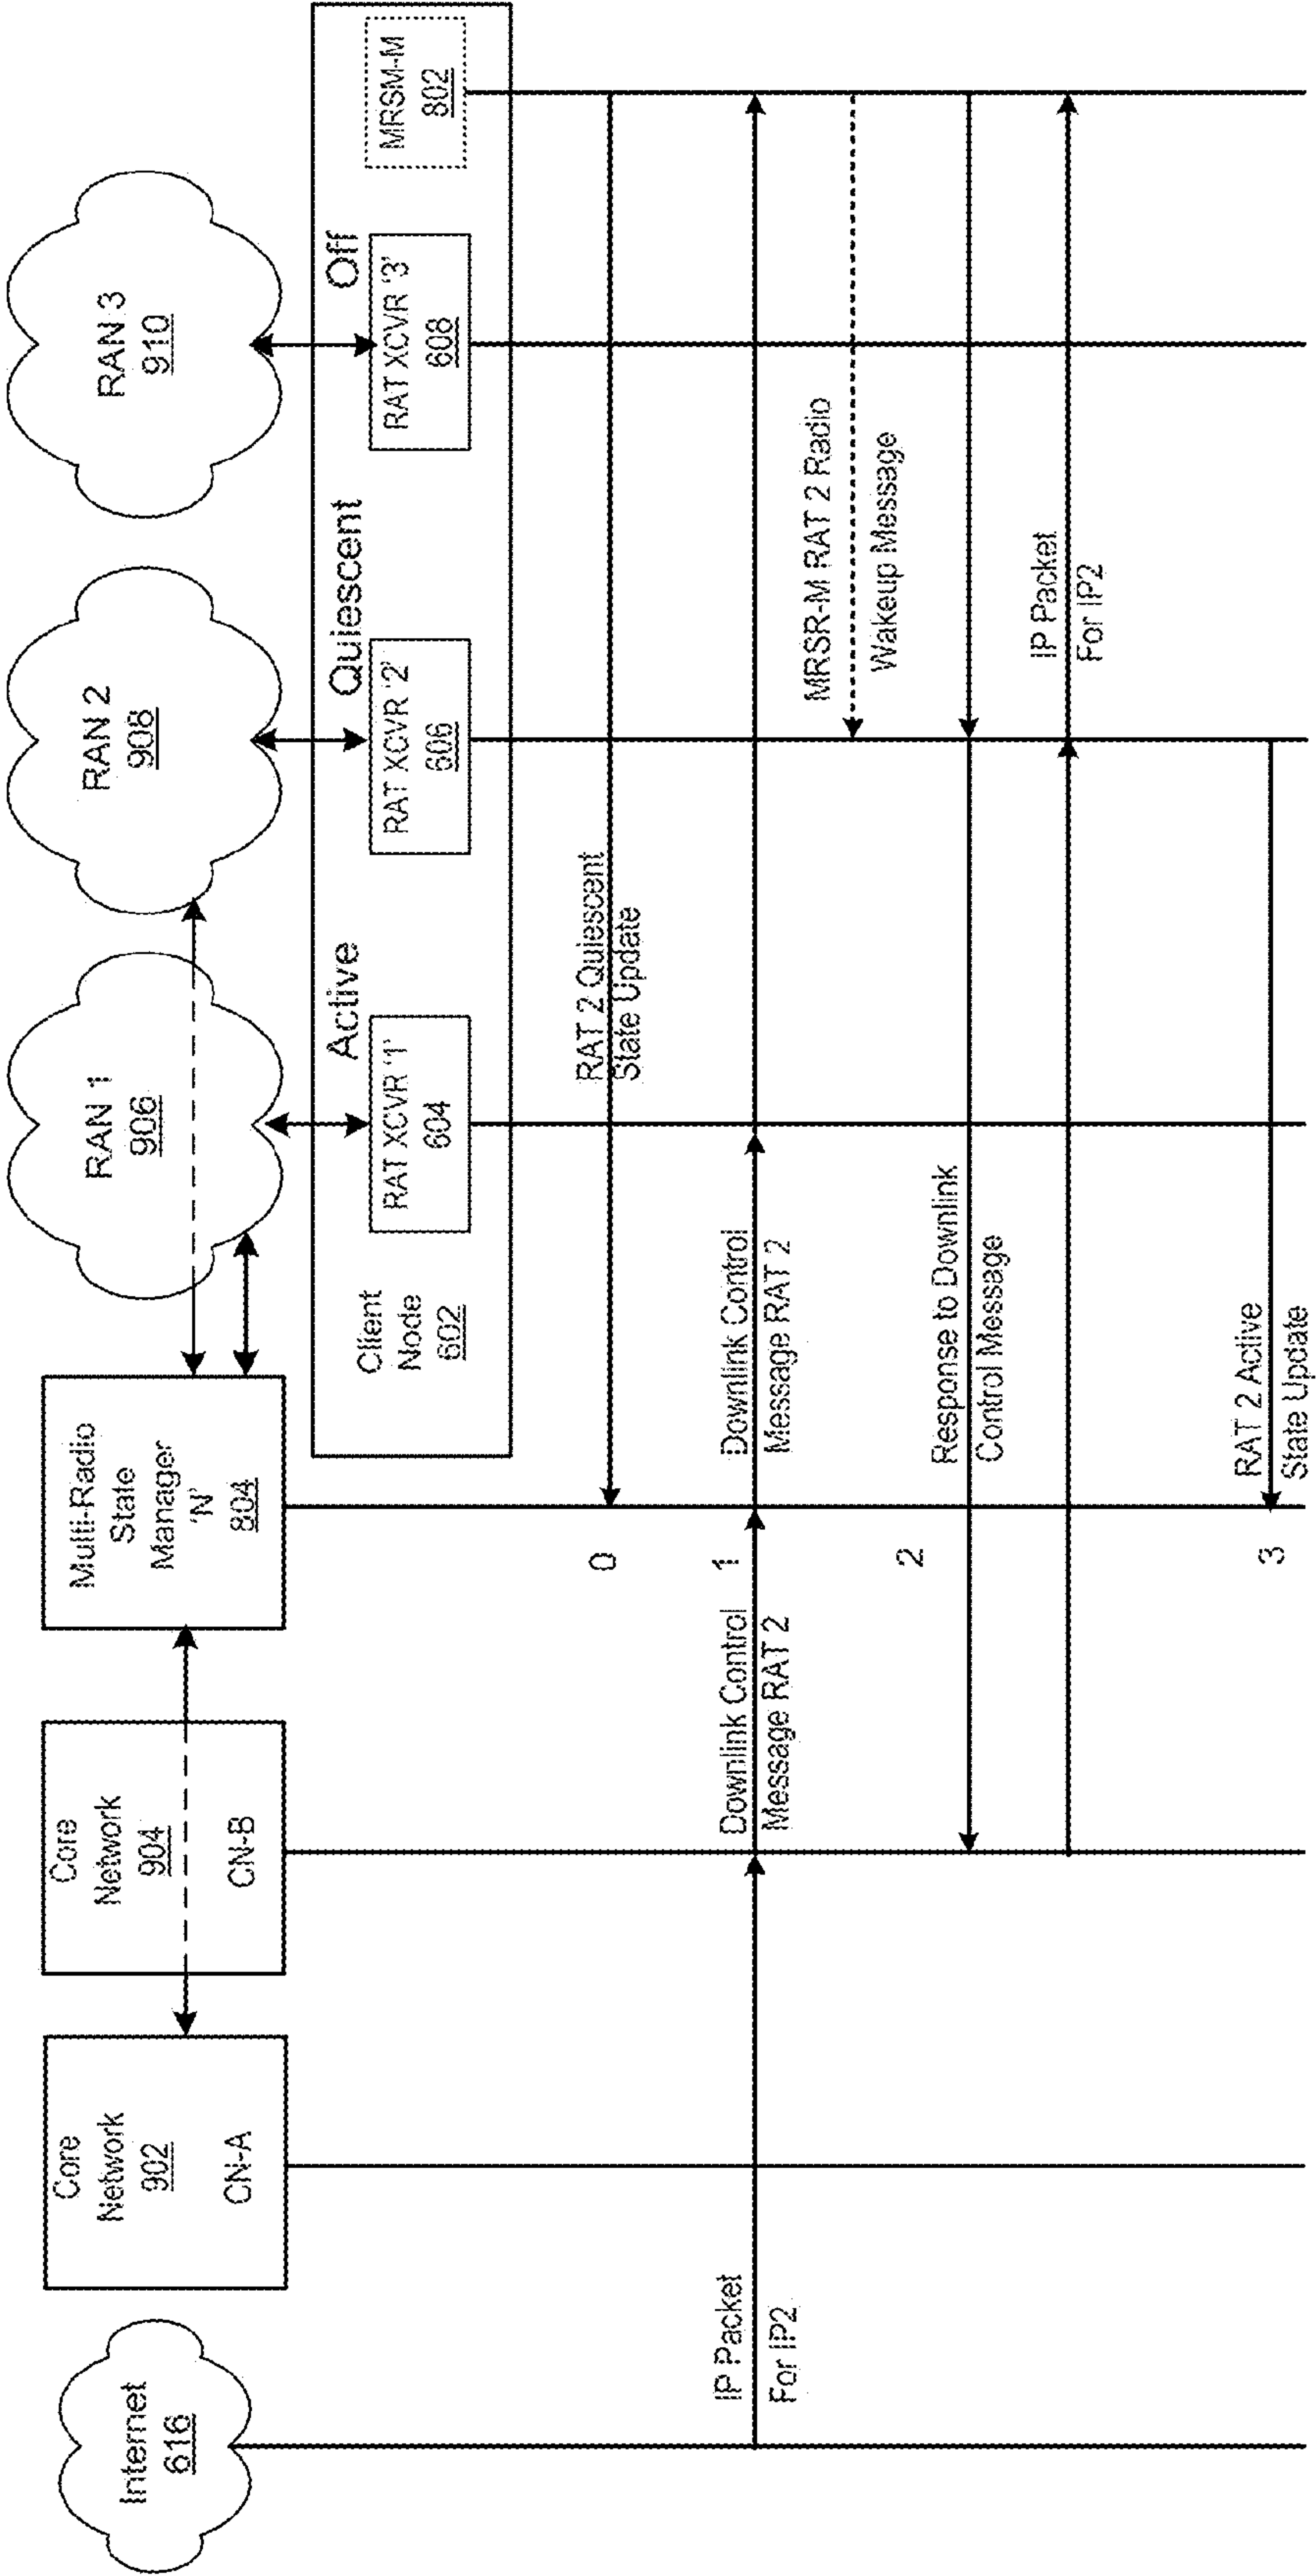 Internet
616
Core
Network
902
CN-A
Core
Network
904
CN-B
Multi-Radio
State
Manager
'N'
804
RAN 1
906
RAN 2
908
RAN 3
910
Client
Node
602
Active
RAT XCVR '1'
604
Quiescent
RAT XCVR '2'
606
Off
RAT XCVR '3'
608
MRSM-M
802
0
RAT 2 Quiescent
State Update
IP Packet
For IP2
Downlink Control
Message RAT 2
1
Downlink Control
Message RAT 2
MRSR-M RAT 2 Radio
Wakeup Message
2
Response to Downlink
Control Message
IP Packet
For IP2
3
RAT 2 Active
State Update